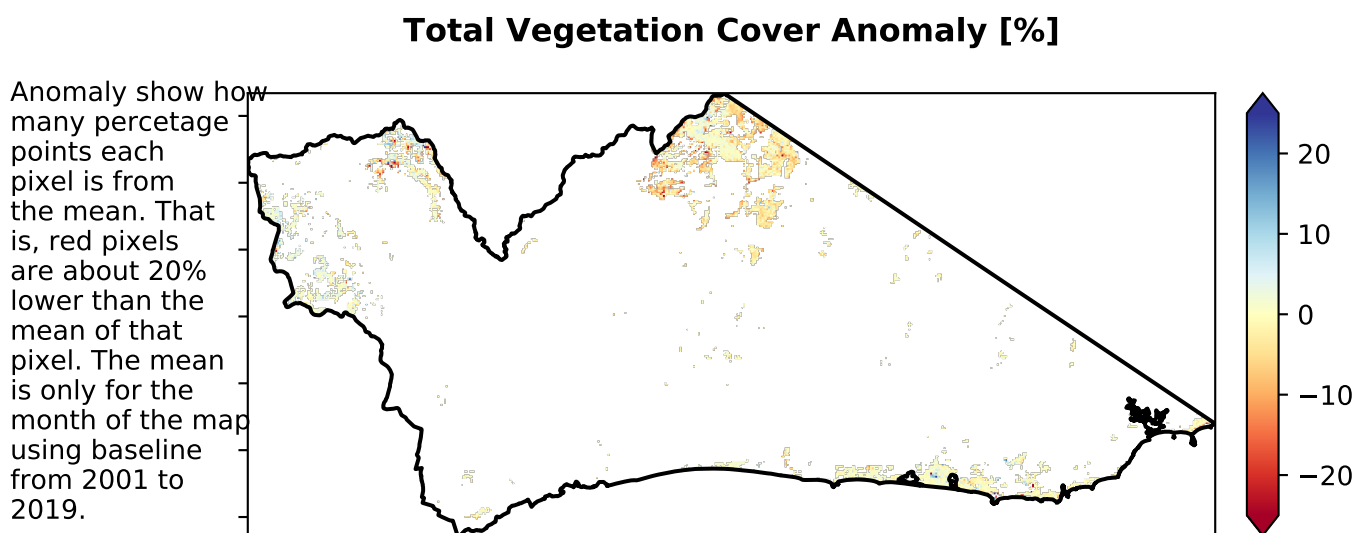 Total Vegetation Cover Anomaly [%]
Anomaly show how
many percetage
points each
pixel is from
the mean. That
is, red pixels
are about 20%
lower than the
mean of that
pixel. The mean
is only for the
month of the map
using baseline
from 2001 to
2019.
20
10
0
−10
−20